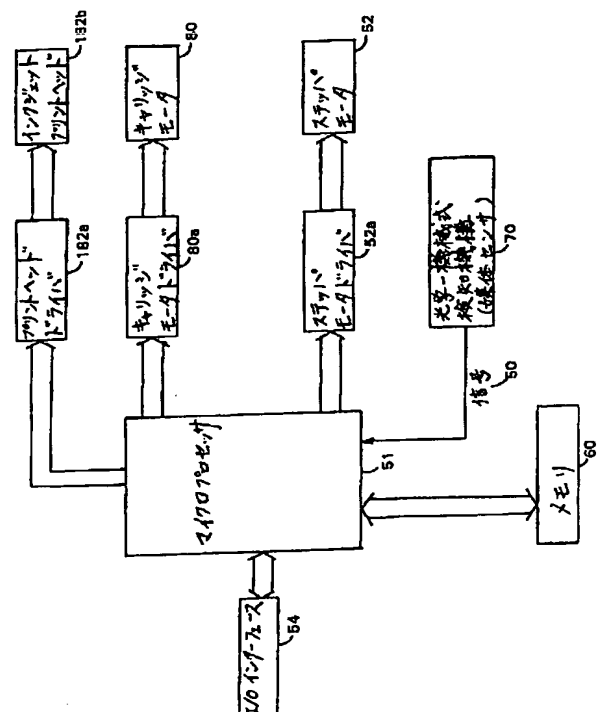 インクジェット
プリントヘッド
182b
キャリッジ
モータ
80
ステッパ
モータ
52
プリントヘッド
ドライバ
182a
キャリッジ
モータドライバ
80a
ステッパ
モータドライバ
52a
光学－機械式
検知機構
(媒体センサ)
70
信号
50
マイクロプロセッサ
51
メモリ
60
I/Oインターフェース
54